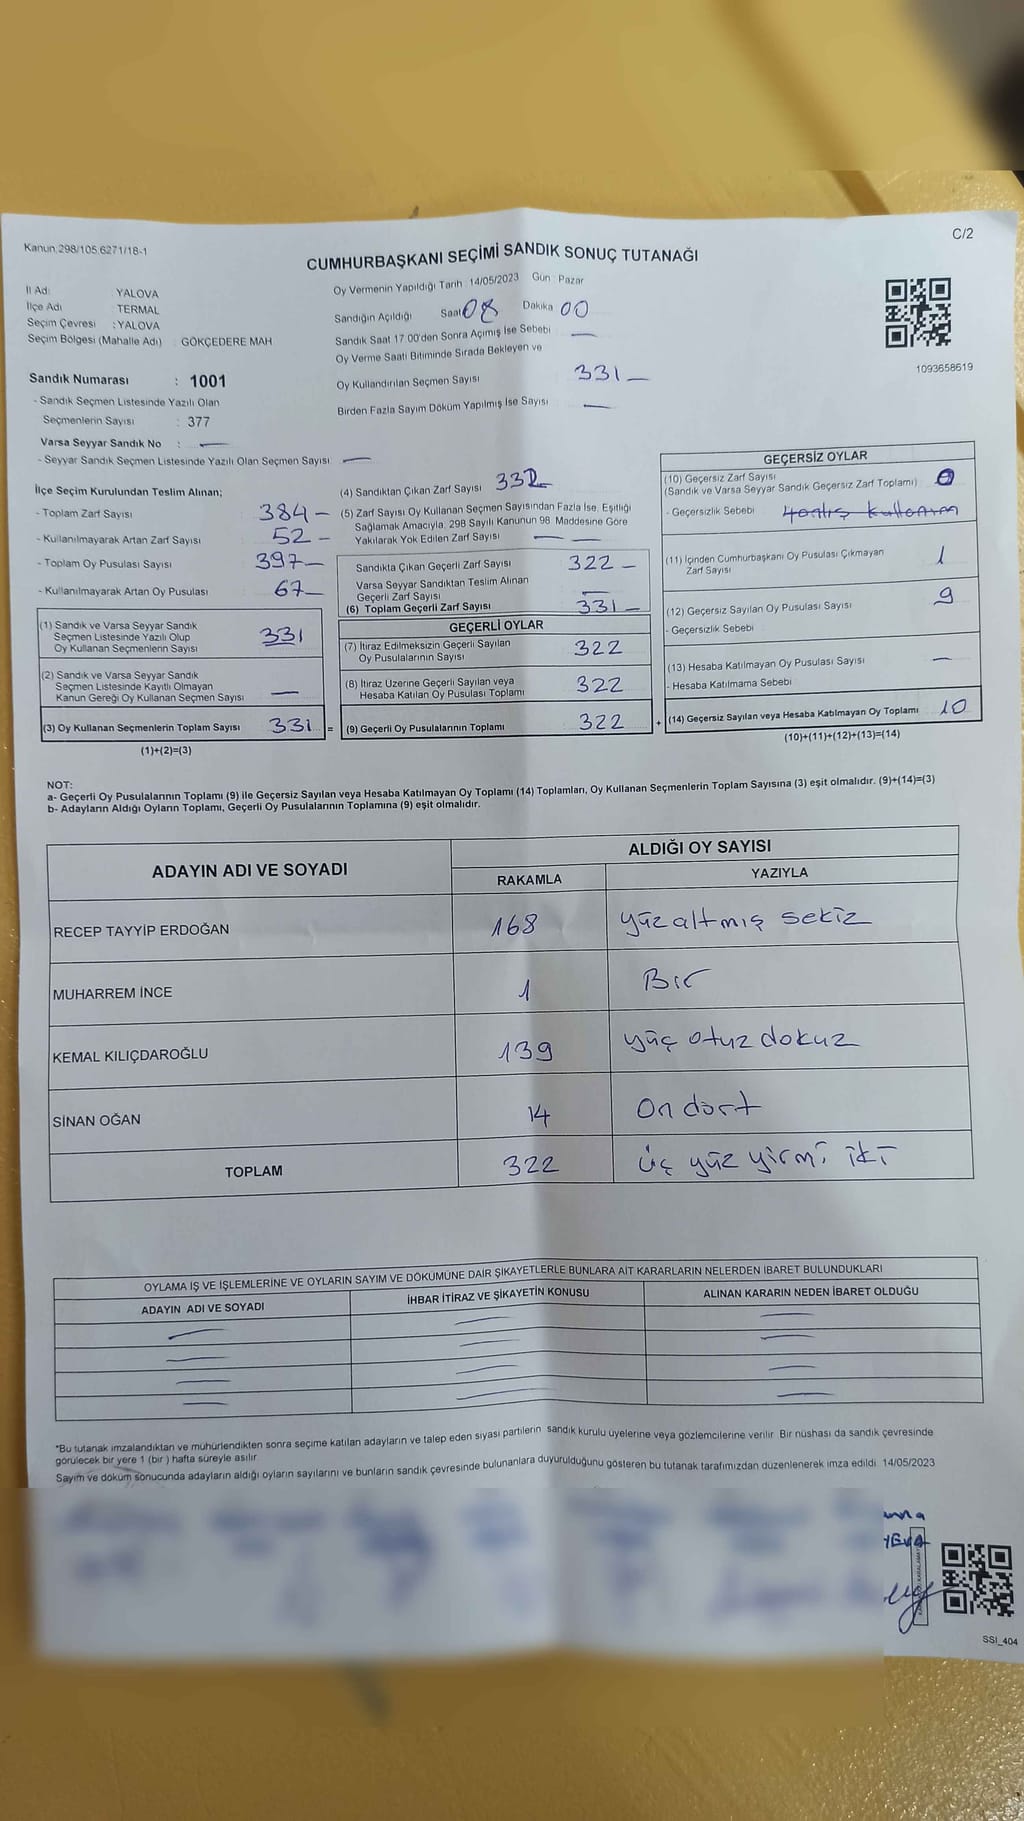 C/2
Kanun:298/105,6271/18-1
CUMHURBAŞKANI SEÇİMİ SANDIK SONUÇ TUTANAĞI
İl Adı : YALOVA
İlçe Adı : TERMAL
Seçim Çevresi : YALOVA
Seçim Bölgesi (Mahalle Adı) : GÖKÇEDERE MAH
Sandık Numarası : 1001
- Sandık Seçmen Listesinde Yazılı Olan
Seçmenlerin Sayısı : 377
Varsa Seyyar Sandık No : —
- Seyyar Sandık Seçmen Listesinde Yazılı Olan Seçmen Sayısı —
Oy Vermenin Yapıldığı Tarih : 14/05/2023 Gün : Pazar
Sandığın Açıldığı Saat 08 Dakika 00
Sandık Saat 17:00'den Sonra Açımış İse Sebebi —
Oy Verme Saati Bitiminde Sırada Bekleyen ve
Oy Kullandırılan Seçmen Sayısı 331 —
Birden Fazla Sayım Döküm Yapılmış İse Sayısı —
1093658619
İlçe Seçim Kurulundan Teslim Alınan;
- Toplam Zarf Sayısı 384 —
- Kullanılmayarak Artan Zarf Sayısı 52 —
- Toplam Oy Pusulası Sayısı 397 —
- Kullanılmayarak Artan Oy Pusulası 67 —
(1) Sandık ve Varsa Seyyar Sandık
Seçmen Listesinde Yazılı Olup
Oy Kullanan Seçmenlerin Sayısı 331
(2) Sandık ve Varsa Seyyar Sandık
Seçmen Listesinde Kayıtlı Olmayan
Kanun Gereği Oy Kullanan Seçmen Sayısı —
(3) Oy Kullanan Seçmenlerin Toplam Sayısı 331 =
(1)+(2)=(3)
(4) Sandıktan Çıkan Zarf Sayısı 332
(5) Zarf Sayısı Oy Kullanan Seçmen Sayısından Fazla İse, Eşitliği
Sağlamak Amacıyla, 298 Sayılı Kanunun 98. Maddesine Göre
Yakılarak Yok Edilen Zarf Sayısı — —
Sandıkta Çıkan Geçerli Zarf Sayısı 322 —
Varsa Seyyar Sandıktan Teslim Alınan
Geçerli Zarf Sayısı —
(6) Toplam Geçerli Zarf Sayısı 331 —
GEÇERLİ OYLAR
(7) İtiraz Edilmeksizin Geçerli Sayılan
Oy Pusulalarının Sayısı 322
(8) İtiraz Üzerine Geçerli Sayılan veya
Hesaba Katılan Oy Pusulası Toplamı 322
(9) Geçerli Oy Pusulalarının Toplamı 322 +
GEÇERSİZ OYLAR
(10) Geçersiz Zarf Sayısı
(Sandık ve Varsa Seyyar Sandık Geçersiz Zarf Toplamı) 0
- Geçersizlik Sebebi Yanlış kullanım
(11) İçinden Cumhurbaşkanı Oy Pusulası Çıkmayan
Zarf Sayısı 1
(12) Geçersiz Sayılan Oy Pusulası Sayısı 9
- Geçersizlik Sebebi
(13) Hesaba Katılmayan Oy Pusulası Sayısı —
- Hesaba Katılmama Sebebi
(14) Geçersiz Sayılan veya Hesaba Katılmayan Oy Toplamı 10
(10)+(11)+(12)+(13)=(14)
NOT:
a- Geçerli Oy Pusulalarının Toplamı (9) ile Geçersiz Sayılan veya Hesaba Katılmayan Oy Toplamı (14) Toplamları, Oy Kullanan Seçmenlerin Toplam Sayısına (3) eşit olmalıdır. (9)+(14)=(3)
b- Adayların Aldığı Oyların Toplamı, Geçerli Oy Pusulalarının Toplamına (9) eşit olmalıdır.
ADAYIN ADI VE SOYADI ALDIĞI OY SAYISI
RAKAMLA YAZIYLA
RECEP TAYYİP ERDOĞAN 168 yüz altmış sekiz
MUHARREM İNCE 1 Bir
KEMAL KILIÇDAROĞLU 139 yüç otuz dokuz
SİNAN OĞAN 14 On dört
TOPLAM 322 üç yüz yirmi iki
OYLAMA İŞ VE İŞLEMLERİNE VE OYLARIN SAYIM VE DÖKÜMÜNE DAİR ŞİKAYETLERLE BUNLARA AİT KARARLARIN NELERDEN İBARET BULUNDUKLARI
ADAYIN ADI VE SOYADI İHBAR İTİRAZ VE ŞİKAYETİN KONUSU ALINAN KARARIN NEDEN İBARET OLDUĞU
*Bu tutanak imzalandıktan ve mühürlendikten sonra seçime katılan adayların ve talep eden siyasi partilerin sandık kurulu üyelerine veya gözlemcilerine verilir. Bir nüshası da sandık çevresinde
görülecek bir yere 1 (bir) hafta süreyle asılır.
Sayım ve döküm sonucunda adayların aldığı oyların sayılarını ve bunların sandık çevresinde bulunanlara duyurulduğunu gösteren bu tutanak tarafımızdan düzenlenerek imza edildi. 14/05/2023
SSI_404